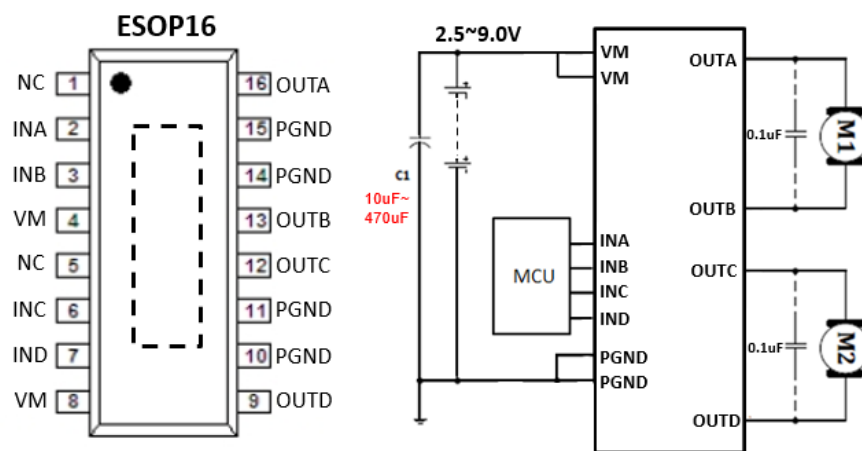 ESOP16
NC 1 16 OUTA
INA 2 15 PGND
INB 3 14 PGND
VM 4 13 OUTB
NC 5 12 OUTC
INC 6 11 PGND
IND 7 10 PGND
VM 8 9 OUTD
2.5~9.0V
VM
VM
OUTA
+
0.1uF
M1
+
C1
10uF~
470uF
OUTB
MCU
INA
INB
INC
IND
OUTC
0.1uF
M2
PGND
PGND
OUTD